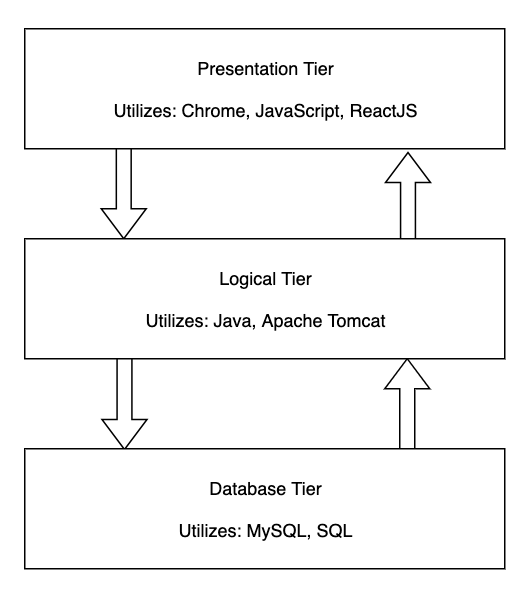 Presentation Tier
Utilizes: Chrome, JavaScript, ReactJS
Logical Tier
Utilizes: Java, Apache Tomcat
Database Tier
Utilizes: MySQL, SQL